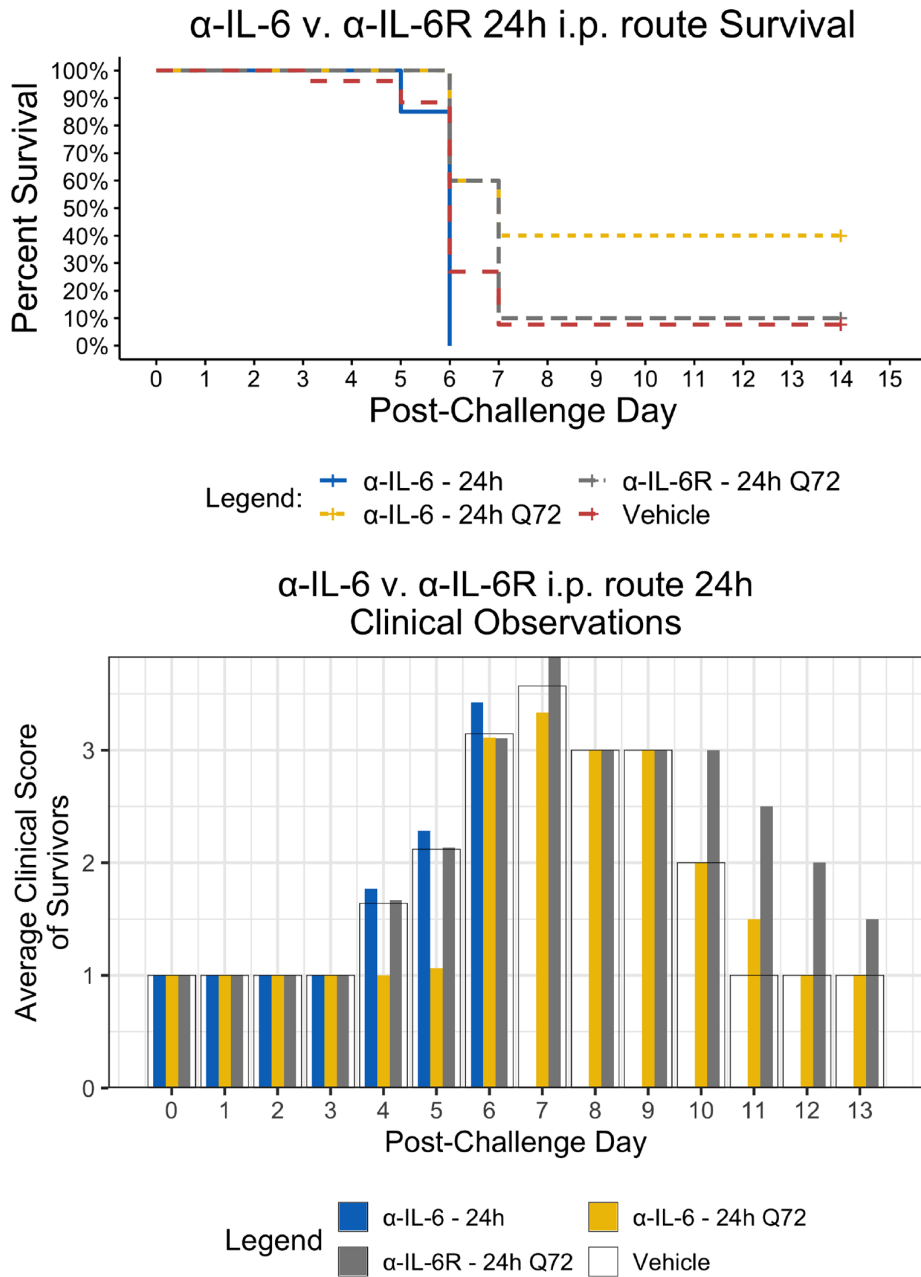 α-IL-6 v. α-IL-6R 24h i.p. route Survival
Percent Survival
100%
90%
80%
70%
60%
50%
40%
30%
20%
10%
0%
0 1 2 3 4 5 6 7 8 9 10 11 12 13 14 15
Post-Challenge Day
Legend:
α-IL-6 - 24h
α-IL-6R - 24h Q72
α-IL-6 - 24h Q72
Vehicle
α-IL-6 v. α-IL-6R i.p. route 24h
Clinical Observations
Average Clinical Score
of Survivors
3
2
1
0
0 1 2 3 4 5 6 7 8 9 10 11 12 13
Post-Challenge Day
Legend
α-IL-6 - 24h
α-IL-6 - 24h Q72
α-IL-6R - 24h Q72
Vehicle